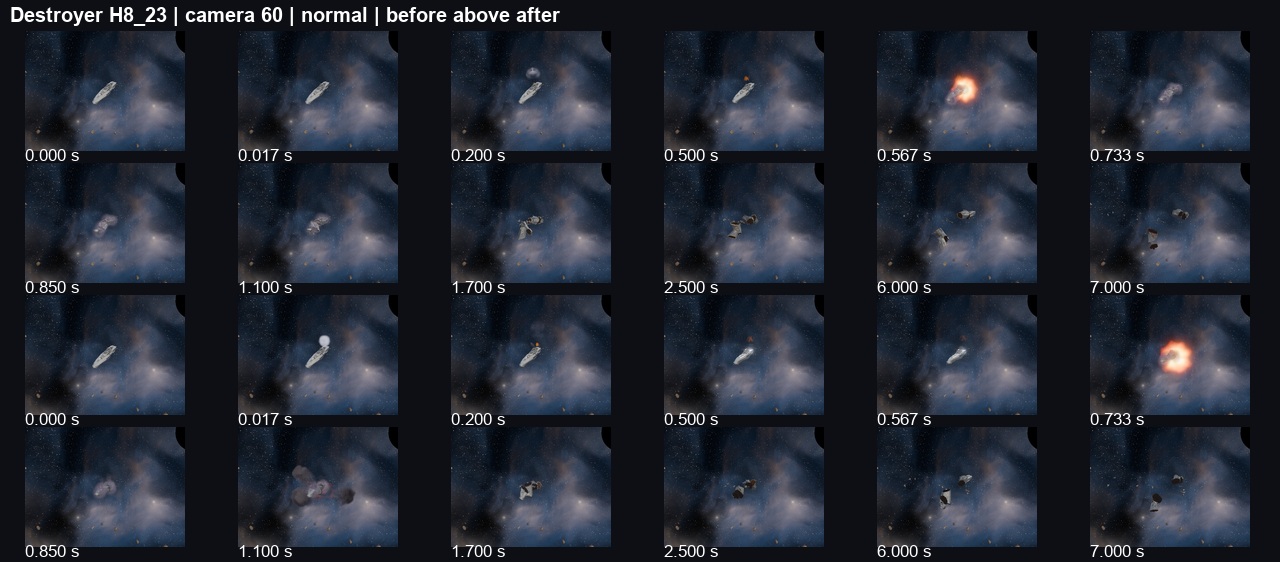 Destroyer H8_23 | camera 60 | normal | before above after
0.000 s 0.017 s 0.200 s 0.500 s 0.567 s 0.733 s
0.850 s 1.100 s 1.700 s 2.500 s 6.000 s 7.000 s
0.000 s 0.017 s 0.200 s 0.500 s 0.567 s 0.733 s
0.850 s 1.100 s 1.700 s 2.500 s 6.000 s 7.000 s